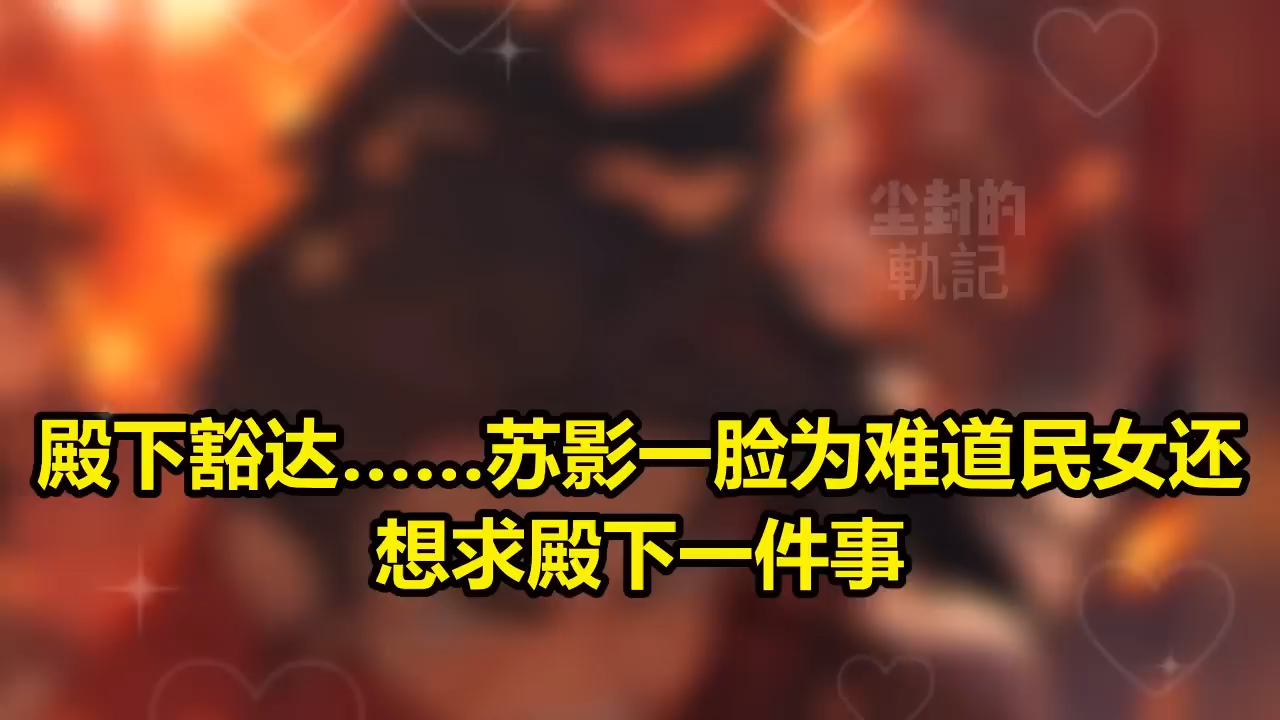 尘封的
軌記
殿下豁达……苏影一脸为难道民女还
想求殿下一件事